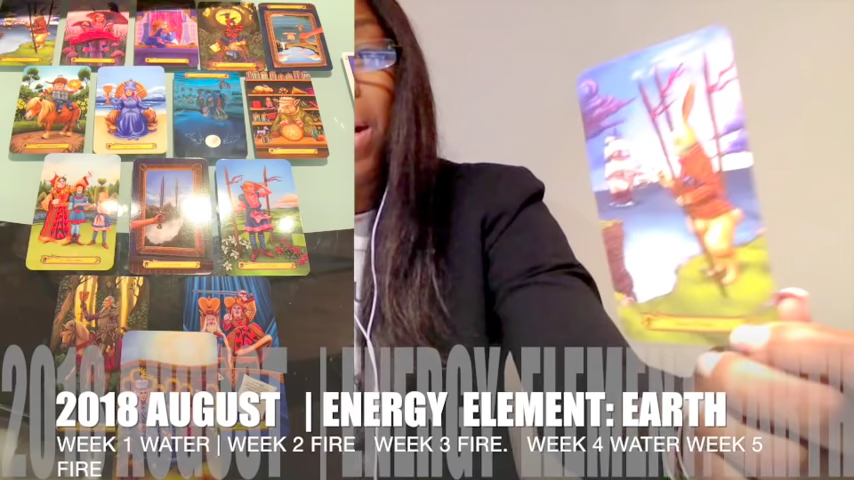 2018 AUGUST | ENERGY ELEMENT: EARTH
WEEK 1 WATER | WEEK 2 FIRE WEEK 3 FIRE. WEEK 4 WATER WEEK 5
FIRE